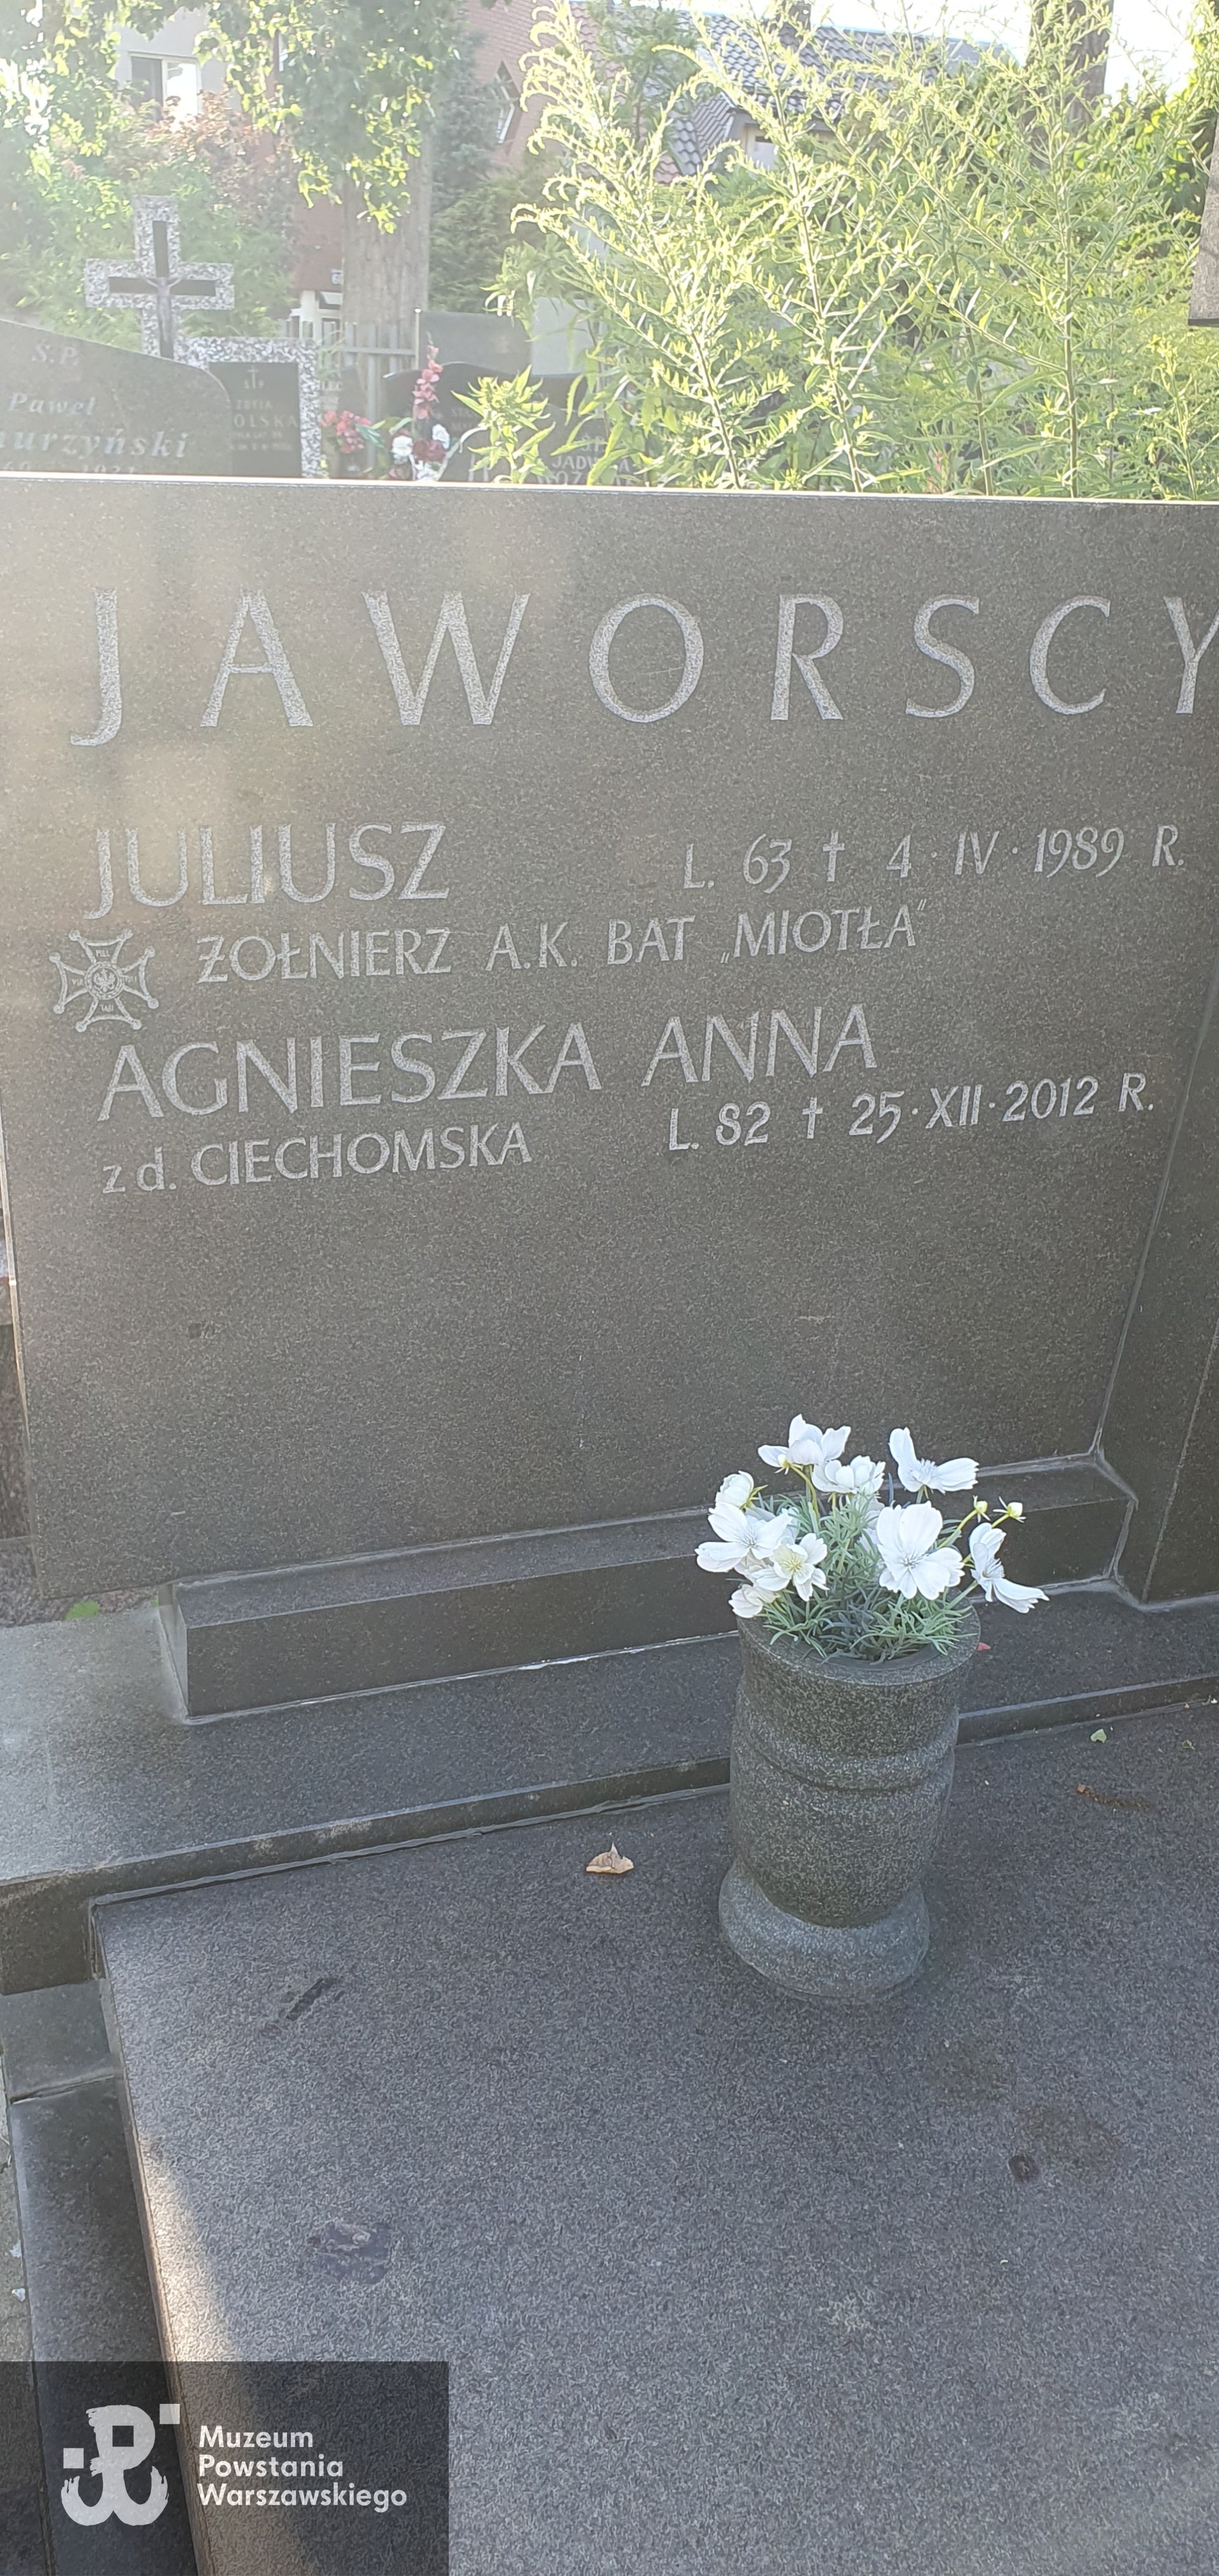 Ś.P.
Paweł
JAWORSCY
JULIUSZ L. 63 † 4·IV·1989 R.
ŻOŁNIERZ A.K. BAT „MIOTŁA"
AGNIESZKA ANNA
z d. CIECHOMSKA L. 82 † 25·XII·2012 R.
Muzeum
Powstania
Warszawskiego